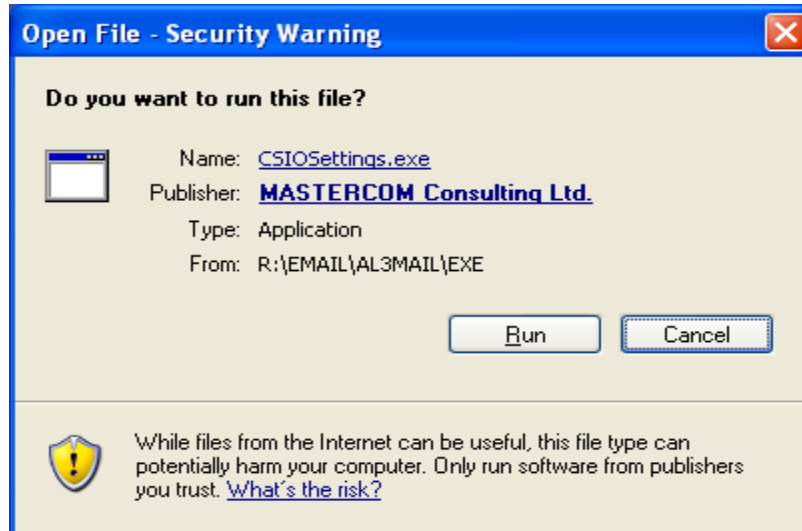 Open File - Security Warning
Do you want to run this file?
Name: CSIOSettings.exe
Publisher: MASTERCOM Consulting Ltd.
Type: Application
From: R:\EMAIL\AL3MAIL\EXE
Run Cancel
While files from the Internet can be useful, this file type can
potentially harm your computer. Only run software from publishers
you trust. What's the risk?